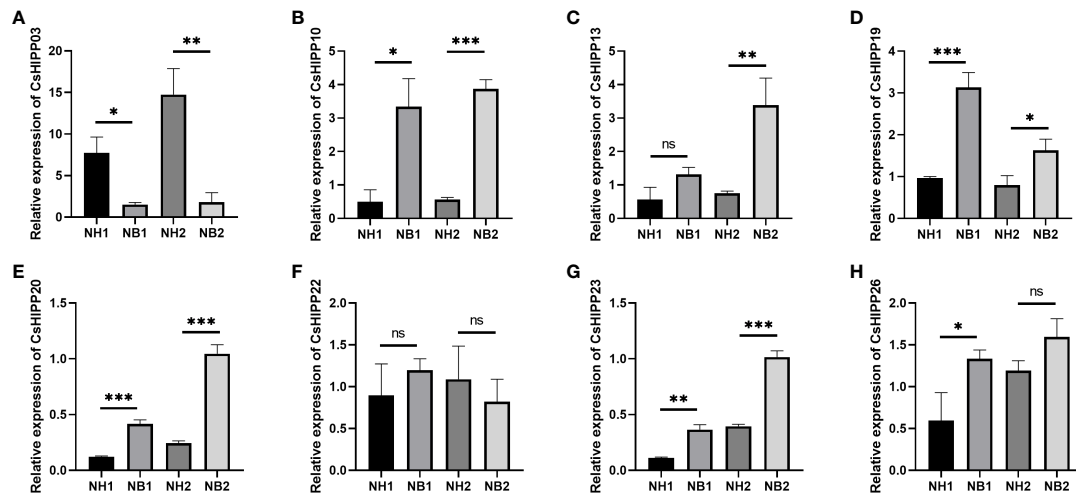 A
Relative expression of CsHIPP03
20
15
10
5
0
*
**
NH1 NB1 NH2 NB2
B
Relative expression of CsHIPP10
5
4
3
2
1
0
*
***
NH1 NB1 NH2 NB2
C
Relative expression of CsHIPP13
5
4
3
2
1
0
ns
**
NH1 NB1 NH2 NB2
D
Relative expression of CsHIPP19
4
3
2
1
0
***
*
NH1 NB1 NH2 NB2
E
Relative expression of CsHIPP20
1.5
1.0
0.5
0.0
***
***
NH1 NB1 NH2 NB2
F
Relative expression of CsHIPP22
2.0
1.5
1.0
0.5
0.0
ns
ns
NH1 NB1 NH2 NB2
G
Relative expression of CsHIPP23
1.5
1.0
0.5
0.0
**
***
NH1 NB1 NH2 NB2
H
Relative expression of CsHIPP26
2.0
1.5
1.0
0.5
0.0
*
ns
NH1 NB1 NH2 NB2